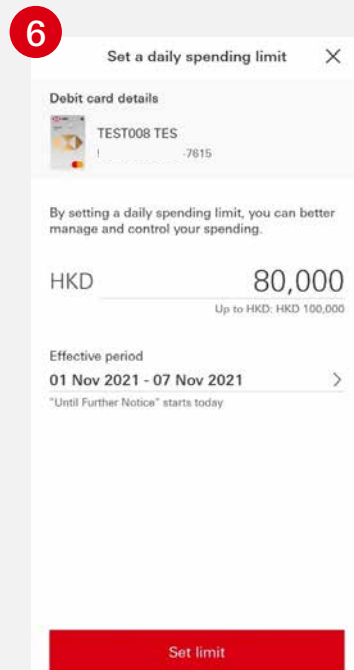 6
Set a daily spending limit
Debit card details
TEST008 TES
-7615
By setting a daily spending limit, you can better
manage and control your spending.
HKD 80,000
Up to HKD: HKD 100,000
Effective period
01 Nov 2021 - 07 Nov 2021
"Until Further Notice" starts today
Set limit